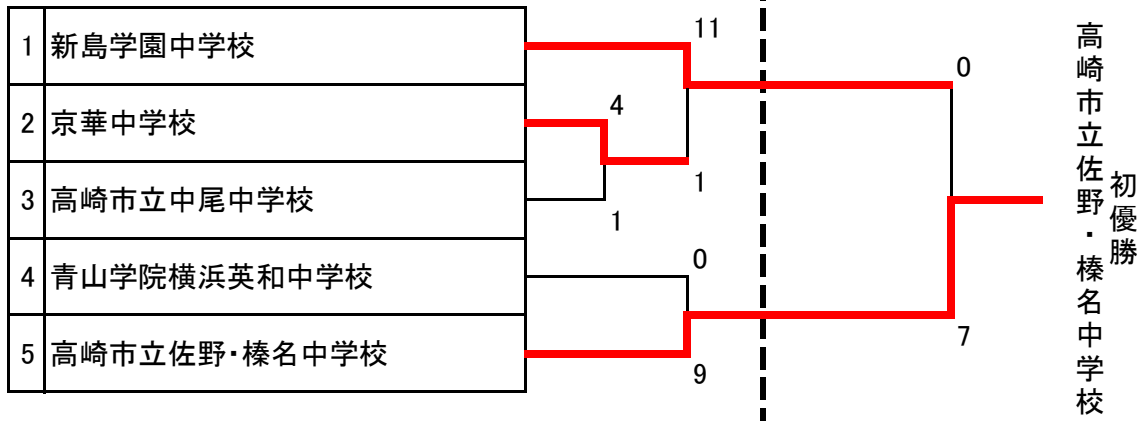 1 新島学園中学校
2 京華中学校
3 高崎市立中尾中学校
4 青山学院横浜英和中学校
5 高崎市立佐野・榛名中学校
11
4
1
1
0
9
0
7
高崎市立佐野・榛名中学校
初優勝